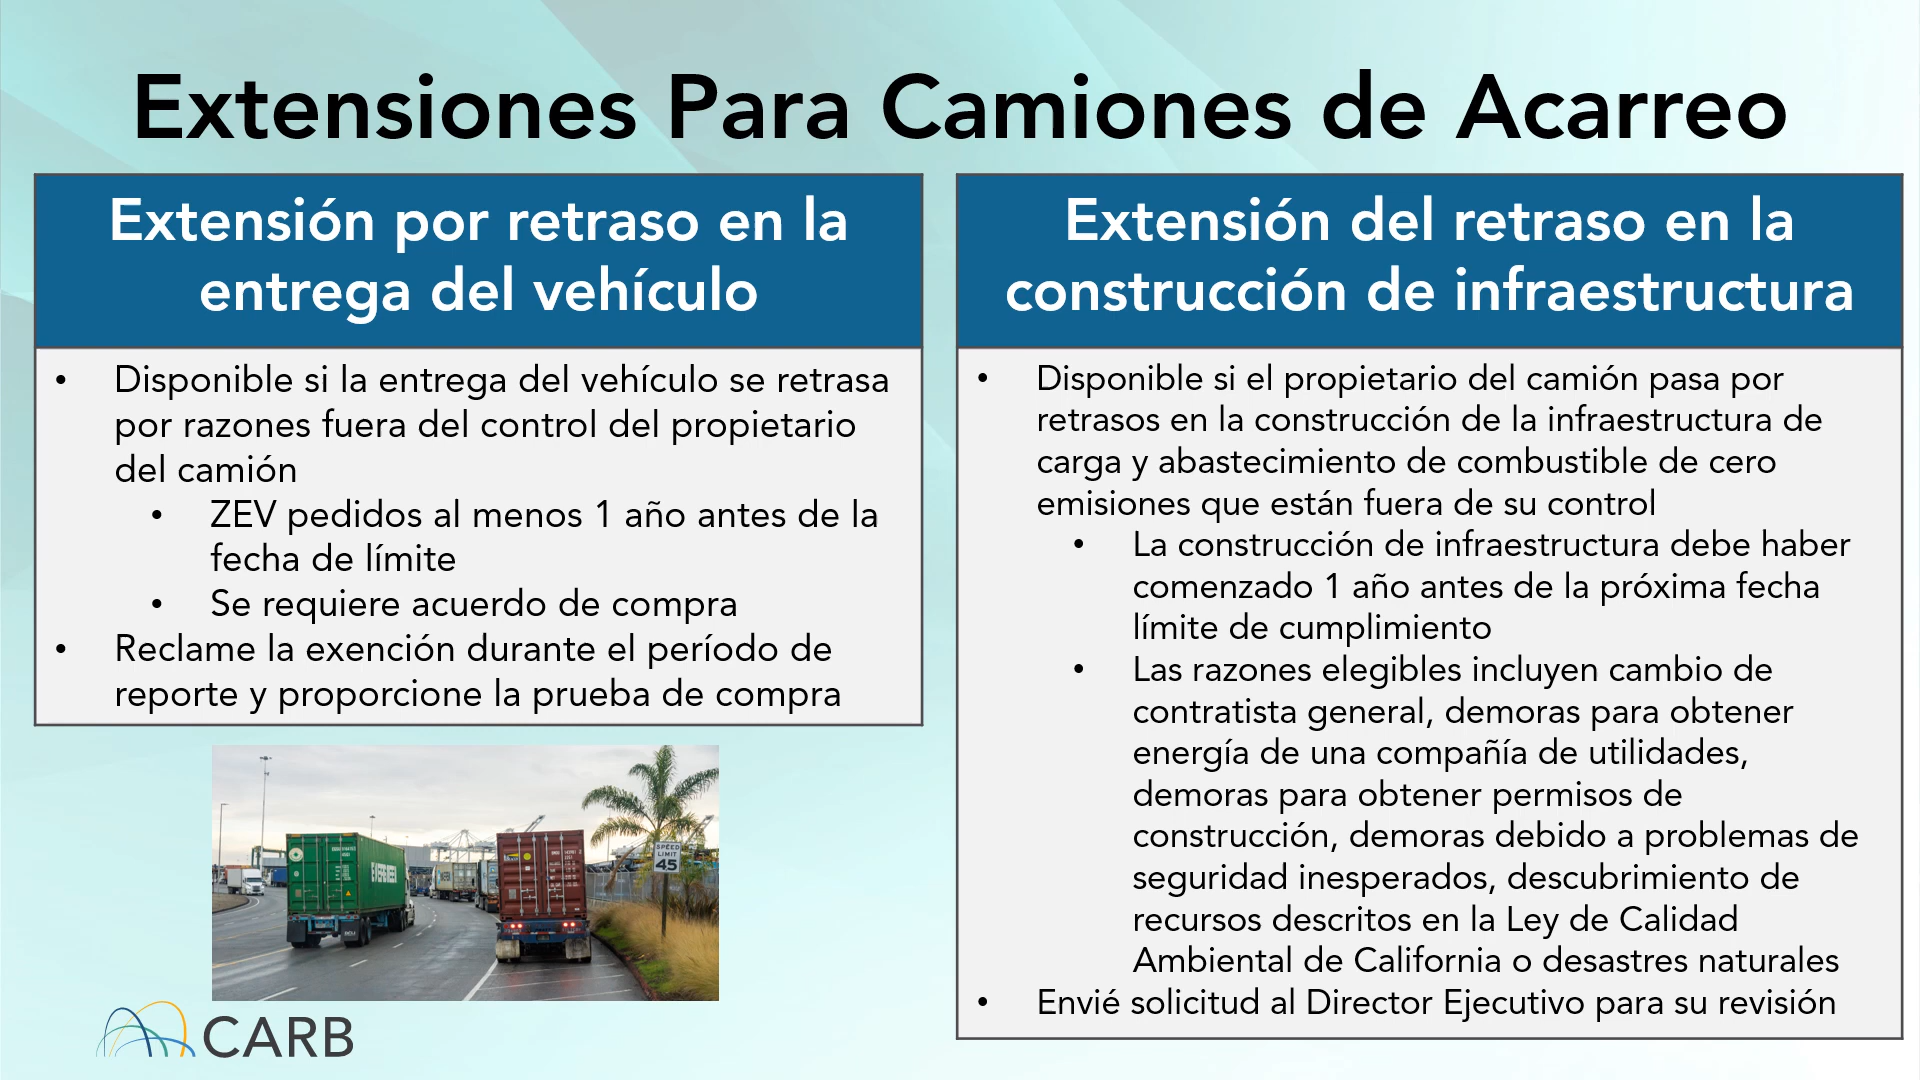 Extensiones Para Camiones de Acarreo
Extensión por retraso en la
entrega del vehículo
• Disponible si la entrega del vehículo se retrasa
por razones fuera del control del propietario
del camión
• ZEV pedidos al menos 1 año antes de la
fecha de límite
• Se requiere acuerdo de compra
• Reclame la exención durante el período de
reporte y proporcione la prueba de compra
Extensión del retraso en la
construcción de infraestructura
• Disponible si el propietario del camión pasa por
retrasos en la construcción de la infraestructura de
carga y abastecimiento de combustible de cero
emisiones que están fuera de su control
• La construcción de infraestructura debe haber
comenzado 1 año antes de la próxima fecha
límite de cumplimiento
• Las razones elegibles incluyen cambio de
contratista general, demoras para obtener
energía de una compañía de utilidades,
demoras para obtener permisos de
construcción, demoras debido a problemas de
seguridad inesperados, descubrimiento de
recursos descritos en la Ley de Calidad
Ambiental de California o desastres naturales
• Envié solicitud al Director Ejecutivo para su revisión
EVERGREEN
SPEED
LIMIT
45
CARB